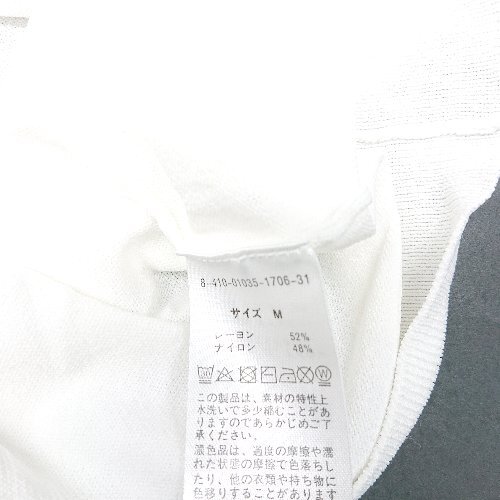 8-418-01035-1706-31
サイズ M
レーヨン 52%
ナイロン 48%
この製品は、素材の特性上
水洗いで多少縮むことがあ
りますのであらかじめご了
承ください。
濃色品は、過度の摩擦や濡
れた状態の摩擦で色落ちし
たり、他の衣類や持ち物に
色移りすることがあります